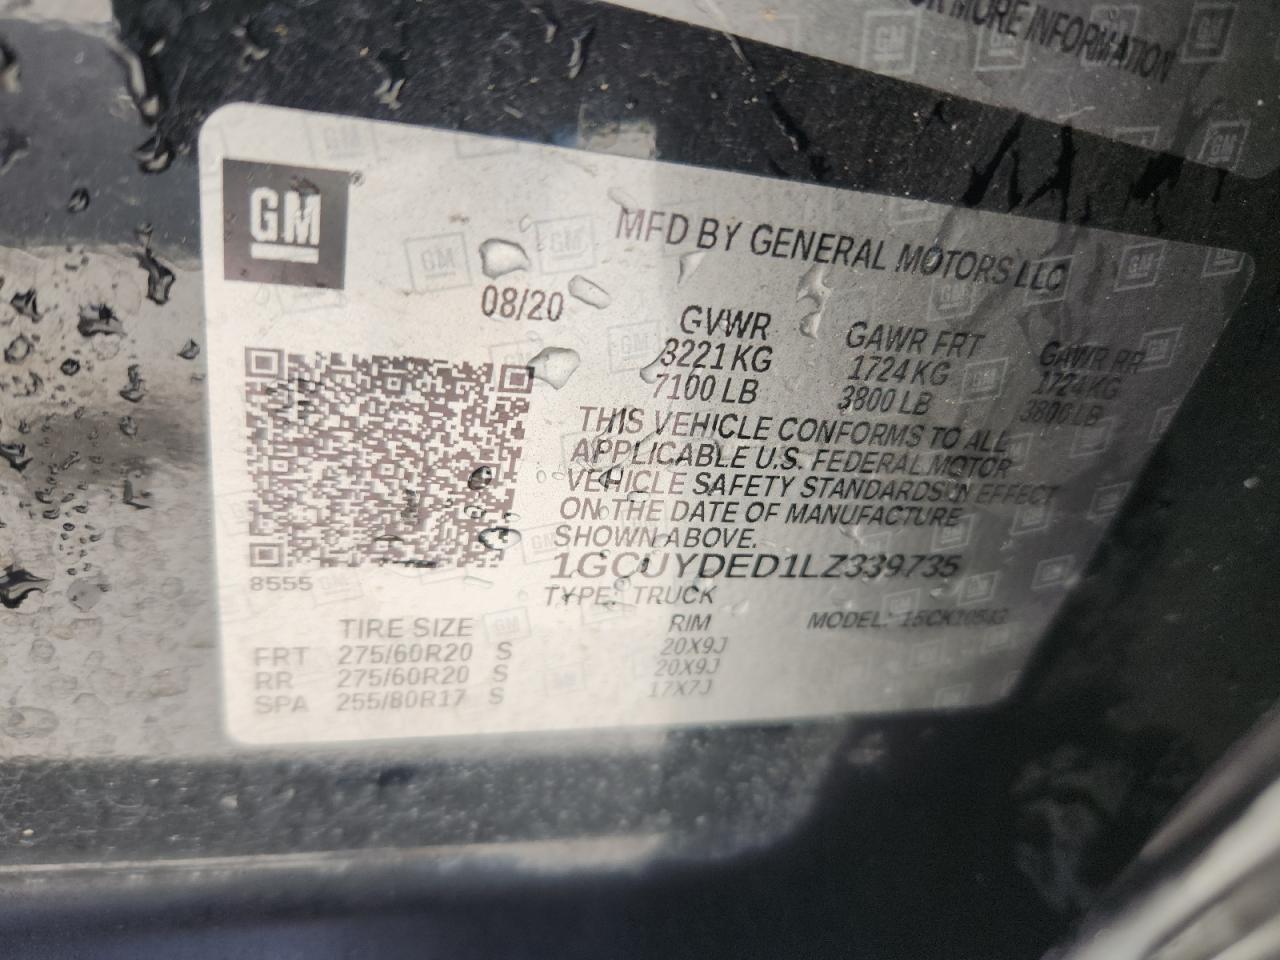 FOR MORE INFORMATION
GM
MFD BY GENERAL MOTORS LLC
08/20
GVWR GAWR FRT GAWR RR
3221 KG 1724 KG 1724 KG
7100 LB 3800 LB 3800 LB
THIS VEHICLE CONFORMS TO ALL
APPLICABLE U.S. FEDERAL MOTOR
VEHICLE SAFETY STANDARDS IN EFFECT
ON THE DATE OF MANUFACTURE
SHOWN ABOVE.
1GCUYDED1LZ339735
8555
TYPE: TRUCK
TIRE SIZE RIM MODEL:
FRT 275/60R20 S 20X9J
RR 275/60R20 S 20X9J
SPA 255/80R17 S 17X7J